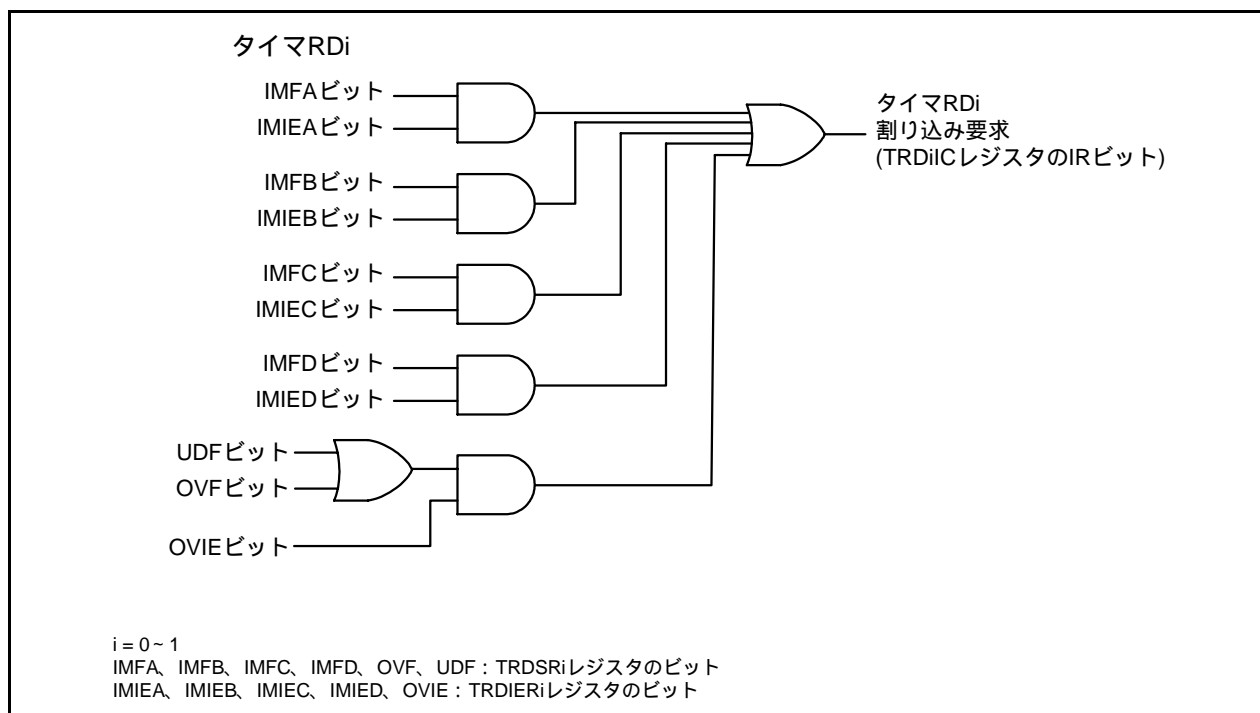 タイマRDi
IMFAビット
IMIEAビット
IMFBビット
IMIEBビット
IMFCビット
IMIECビット
IMFDビット
IMIEDビット
UDFビット
OVFビット
OVIEビット
タイマRDi
割り込み要求
(TRDiICレジスタのIRビット)
i = 0 ~ 1
IMFA、IMFB、IMFC、IMFD、OVF、UDF : TRDSRiレジスタのビット
IMIEA、IMIEB、IMIEC、IMIED、OVIE : TRDIERiレジスタのビット